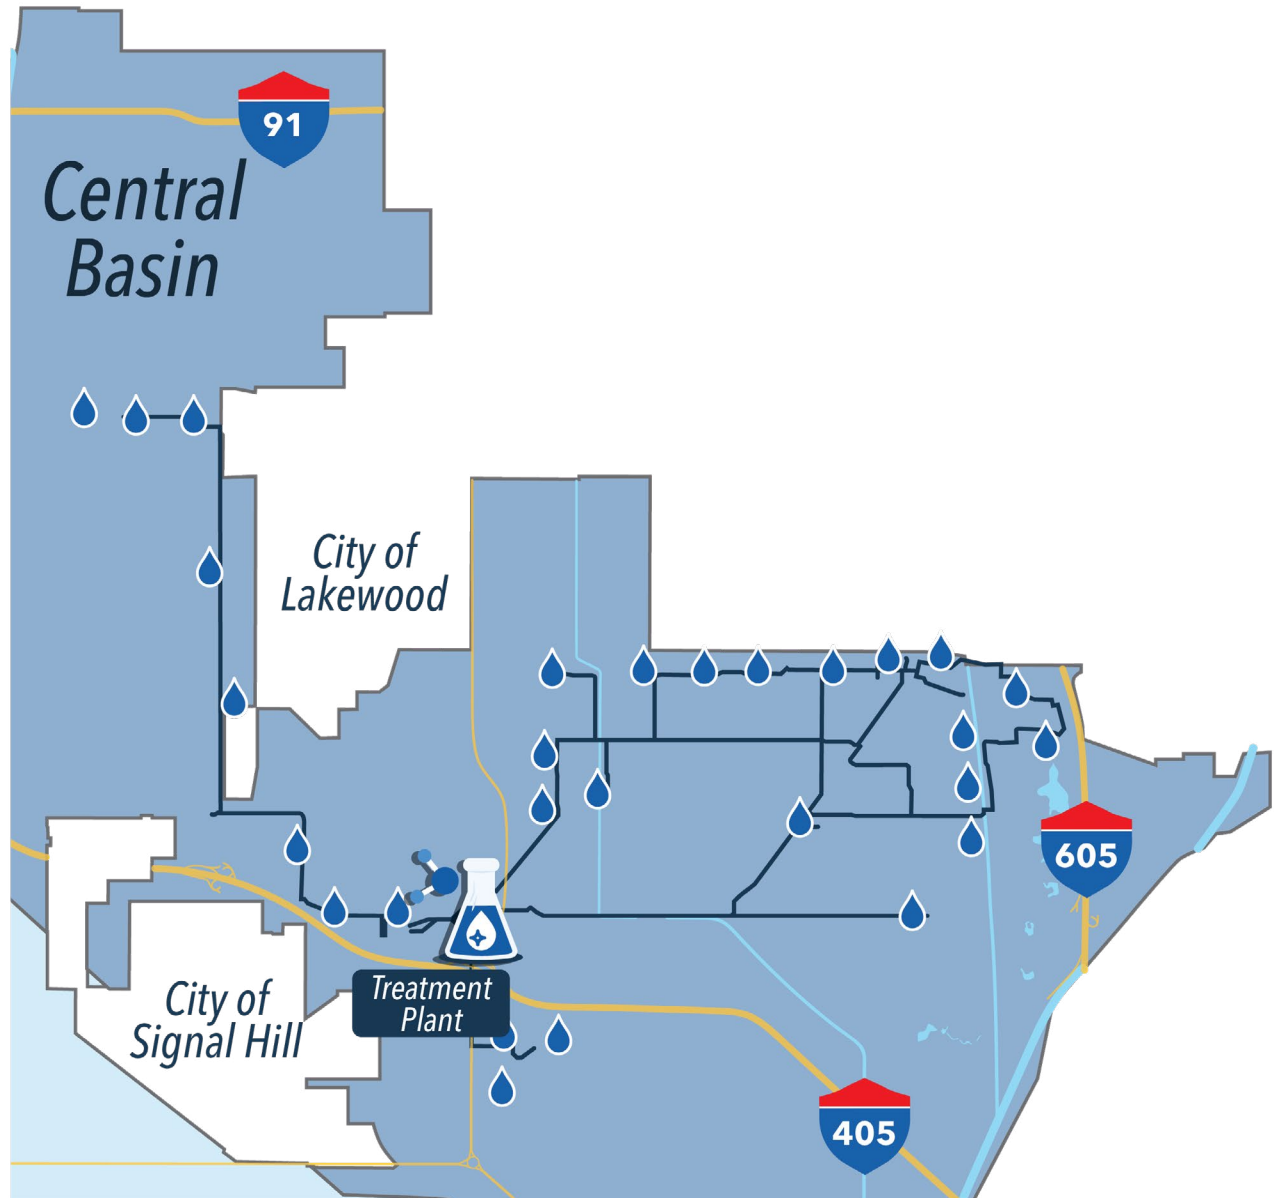 91
Central
Basin
City of
Lakewood
605
City of
Signal Hill
Treatment
Plant
405